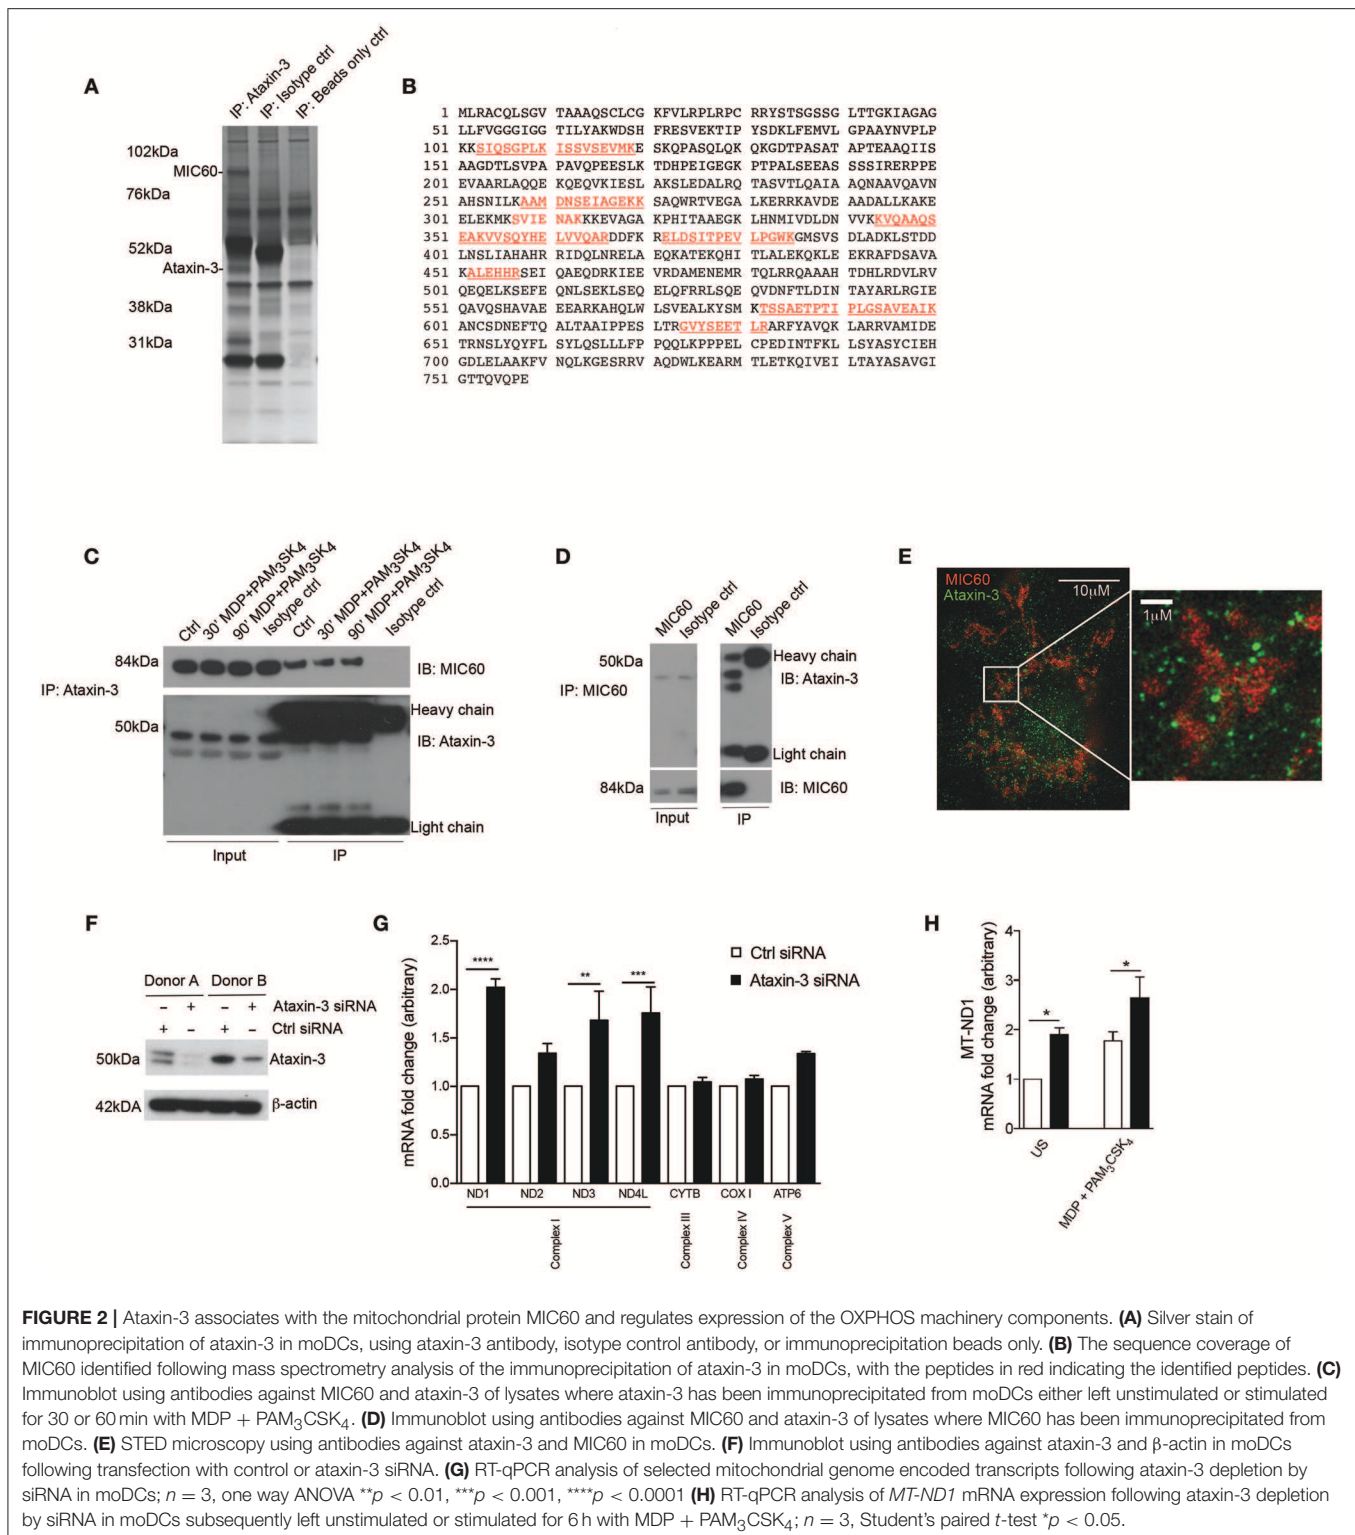 A
IP: Ataxin-3
IP: Isotype ctrl
IP: Beads only ctrl
102kDa
MIC60-
76kDa
52kDa
Ataxin-3-
38kDa
31kDa
B
1 MLRACQLSGV TAAAQSCLCG KFVLRPLRPC RRYSTSGSSG LTTGKIAGAG
51 LLFVGGGIGG TILYAKWDSH FRESVEKTIP YSDKLFEMVL GPAAYNVPLP
101 KKSIQSGPLK ISSVSEVMKE SKQPASQLQK QKGDTPASAT APTEAAQIIS
151 AAGDTLSVPA PAVQPEESLK TDHPEIGEGK PTPALSEEAS SSSIRERPPE
201 EVAARLAQQE KQEQVKIESL AKSLEDALRQ TASVTLQAIA AQNAAVQAVN
251 AHSNILKAAM DNSEIAGEKK SAQWRTVEGA LKERRKAVDE AADALLKAKE
301 ELEKMKSVIE NAKKKEVAGA KPHITAAEGK LHNMIVDLDN VVKKVQAAQS
351 EAKVVSQYHE LVVQARDDFK RELDSITPEV LPGWKGMSVS DLADKLSTDD
401 LNSLIAHAHR RIDQLNRELA EQKATEKQHI TLALEKQKLE EKRAFDSAVA
451 KALEHHRSEI QAEQDRKIEE VRDAMENEMR TQLRRQAAAH TDHLRDVLRV
501 QEQELKSEFE QNLSEKLSEQ ELQFRRLSQE QVDNFTLDIN TAYARLRGIE
551 QAVQSHAVAE EEARKAHQLW LSVEALKYSM KTSSAETPTI PLGSAVEAIK
601 ANCSDNEFTQ ALTAAIPPES LTRGVYSEET LRARFYAVQK LARRVAMIDE
651 TRNSLYQYFL SYLQSLLLFP PQQLKPPPEL CPEDINTFKL LSYASYCIEH
700 GDLELAAKFV NQLKGESRRV AQDWLKEARM TLETKQIVEI LTAYASAVGI
751 GTTQVQPE
C
Ctrl
30' MDP+PAM3SK4
90' MDP+PAM3SK4
Isotype ctrl
Ctrl
30' MDP+PAM3SK4
90' MDP+PAM3SK4
Isotype ctrl
84kDa
IB: MIC60
IP: Ataxin-3
Heavy chain
50kDa
IB: Ataxin-3
Light chain
Input IP
D
MIC60
Isotype ctrl
MIC60
Isotype ctrl
50kDa
Heavy chain
IB: Ataxin-3
IP: MIC60
Light chain
84kDa
IB: MIC60
Input IP
E
MIC60
Ataxin-3
10µM
1µM
F
Donor A Donor B
– + – + Ataxin-3 siRNA
+ – + – Ctrl siRNA
50kDa
Ataxin-3
42kDA
β-actin
G
mRNA fold change (arbitrary)
2.5
2.0
1.5
1.0
0.5
0.0
****
**
***
Ctrl siRNA
Ataxin-3 siRNA
ND1 ND2 ND3 ND4L CYTB COX I ATP6
Complex I
Complex III
Complex IV
Complex V
H
MT-ND1
mRNA fold change (arbitrary)
4
3
2
1
0
*
*
US
MDP + PAM3CSK4
FIGURE 2 | Ataxin-3 associates with the mitochondrial protein MIC60 and regulates expression of the OXPHOS machinery components. (A) Silver stain of
immunoprecipitation of ataxin-3 in moDCs, using ataxin-3 antibody, isotype control antibody, or immunoprecipitation beads only. (B) The sequence coverage of
MIC60 identified following mass spectrometry analysis of the immunoprecipitation of ataxin-3 in moDCs, with the peptides in red indicating the identified peptides. (C)
Immunoblot using antibodies against MIC60 and ataxin-3 of lysates where ataxin-3 has been immunoprecipitated from moDCs either left unstimulated or stimulated
for 30 or 60 min with MDP + PAM3CSK4. (D) Immunoblot using antibodies against MIC60 and ataxin-3 of lysates where MIC60 has been immunoprecipitated from
moDCs. (E) STED microscopy using antibodies against ataxin-3 and MIC60 in moDCs. (F) Immunoblot using antibodies against ataxin-3 and β-actin in moDCs
following transfection with control or ataxin-3 siRNA. (G) RT-qPCR analysis of selected mitochondrial genome encoded transcripts following ataxin-3 depletion by
siRNA in moDCs; n = 3, one way ANOVA **p < 0.01, ***p < 0.001, ****p < 0.0001 (H) RT-qPCR analysis of MT-ND1 mRNA expression following ataxin-3 depletion
by siRNA in moDCs subsequently left unstimulated or stimulated for 6 h with MDP + PAM3CSK4; n = 3, Student's paired t-test *p < 0.05.